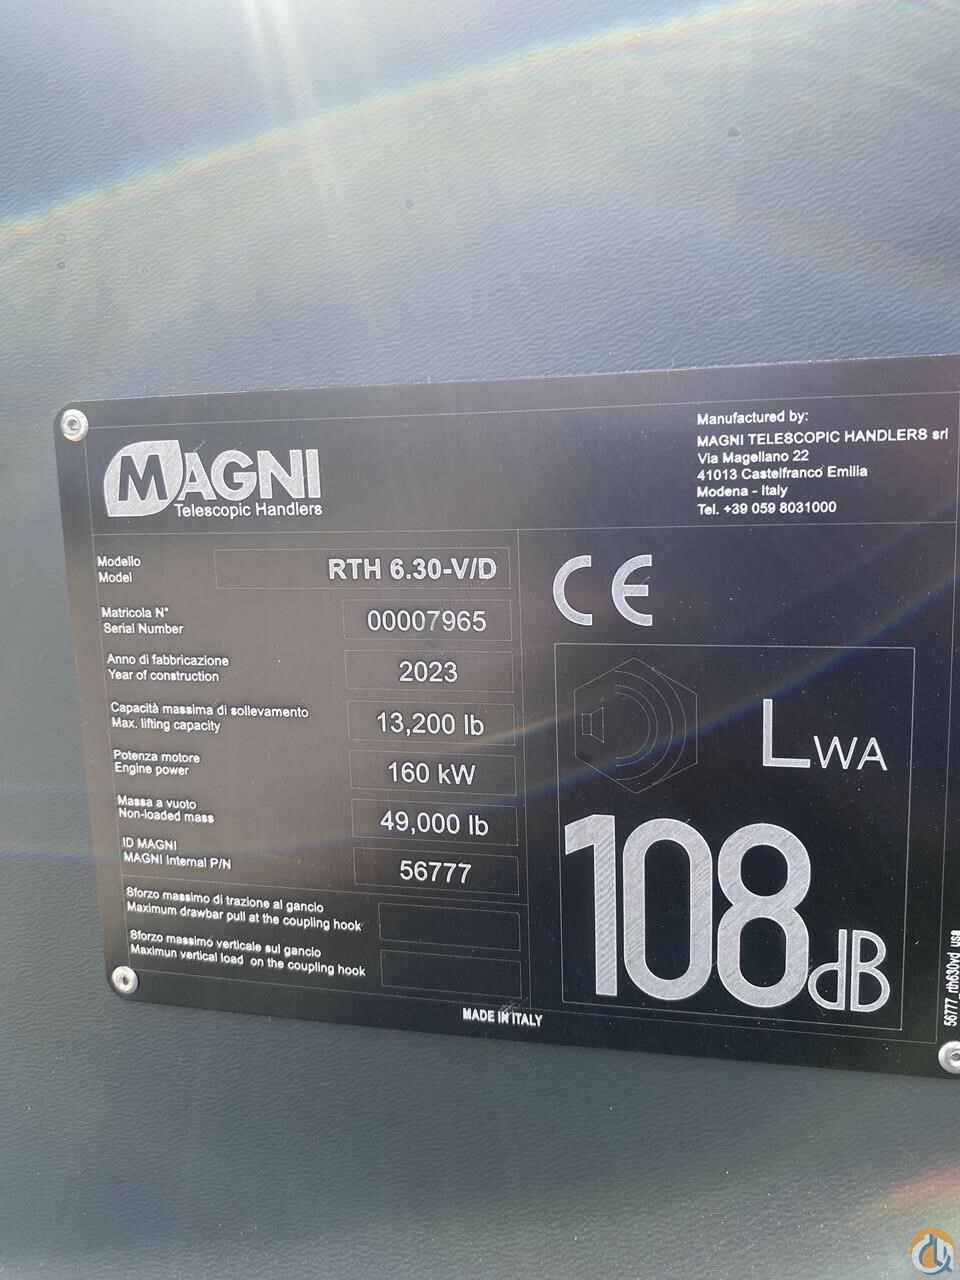 MAGNI
Telescopic Handlers
Manufactured by:
MAGNI TELESCOPIC HANDLERS srl
Via Magellano 22
41013 Castelfranco Emilia
Modena - Italy
Tel. +39 059 8031000
Modello
Model
RTH 6.30-V/D
Matricola N°
Serial Number
00007965
Anno di fabbricazione
Year of construction
2023
Capacità massima di sollevamento
Max. lifting capacity
13,200 lb
Potenza motore
Engine power
160 kW
Massa a vuoto
Non-loaded mass
49,000 lb
ID MAGNI
MAGNI Internal P/N
56777
Sforzo massimo di trazione al gancio
Maximum drawbar pull at the coupling hook
Sforzo massimo verticale sul gancio
Maximun vertical load on the coupling hook
CE
LWA
108dB
MADE IN ITALY
56777_rth630vd_usa